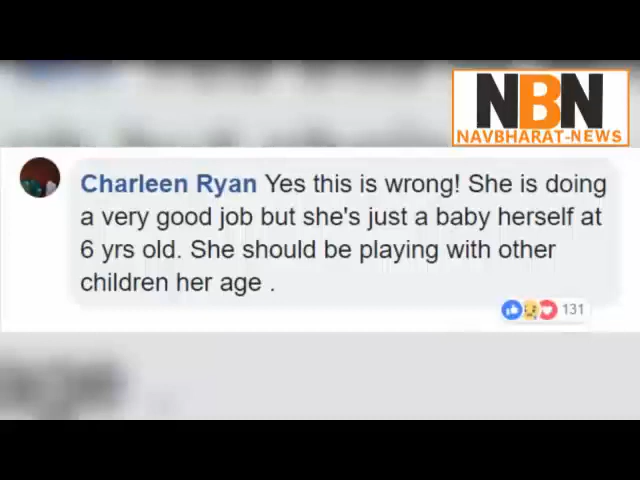 NBN
NAVBHARAT-NEWS
Charleen Ryan Yes this is wrong! She is doing
a very good job but she's just a baby herself at
6 yrs old. She should be playing with other
children her age .
131
age .